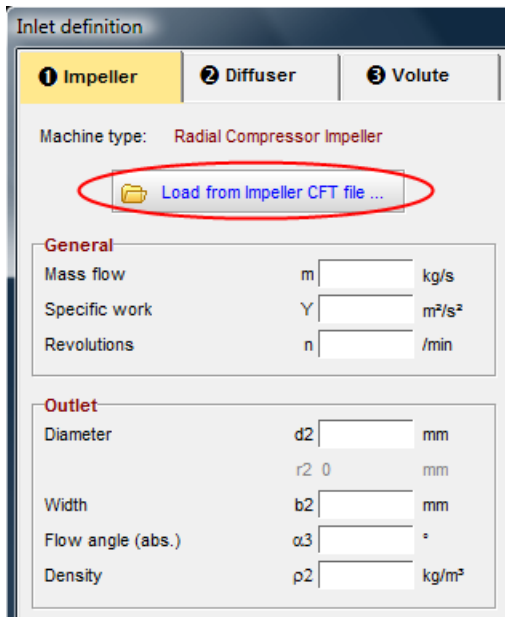 Inlet definition
❶ Impeller ❷ Diffuser ❸ Volute
Machine type: Radial Compressor Impeller
Load from Impeller CFT file ...
General
Mass flow m kg/s
Specific work Y m²/s²
Revolutions n /min
Outlet
Diameter d2 mm
r2 0 mm
Width b2 mm
Flow angle (abs.) α3 °
Density ρ2 kg/m³